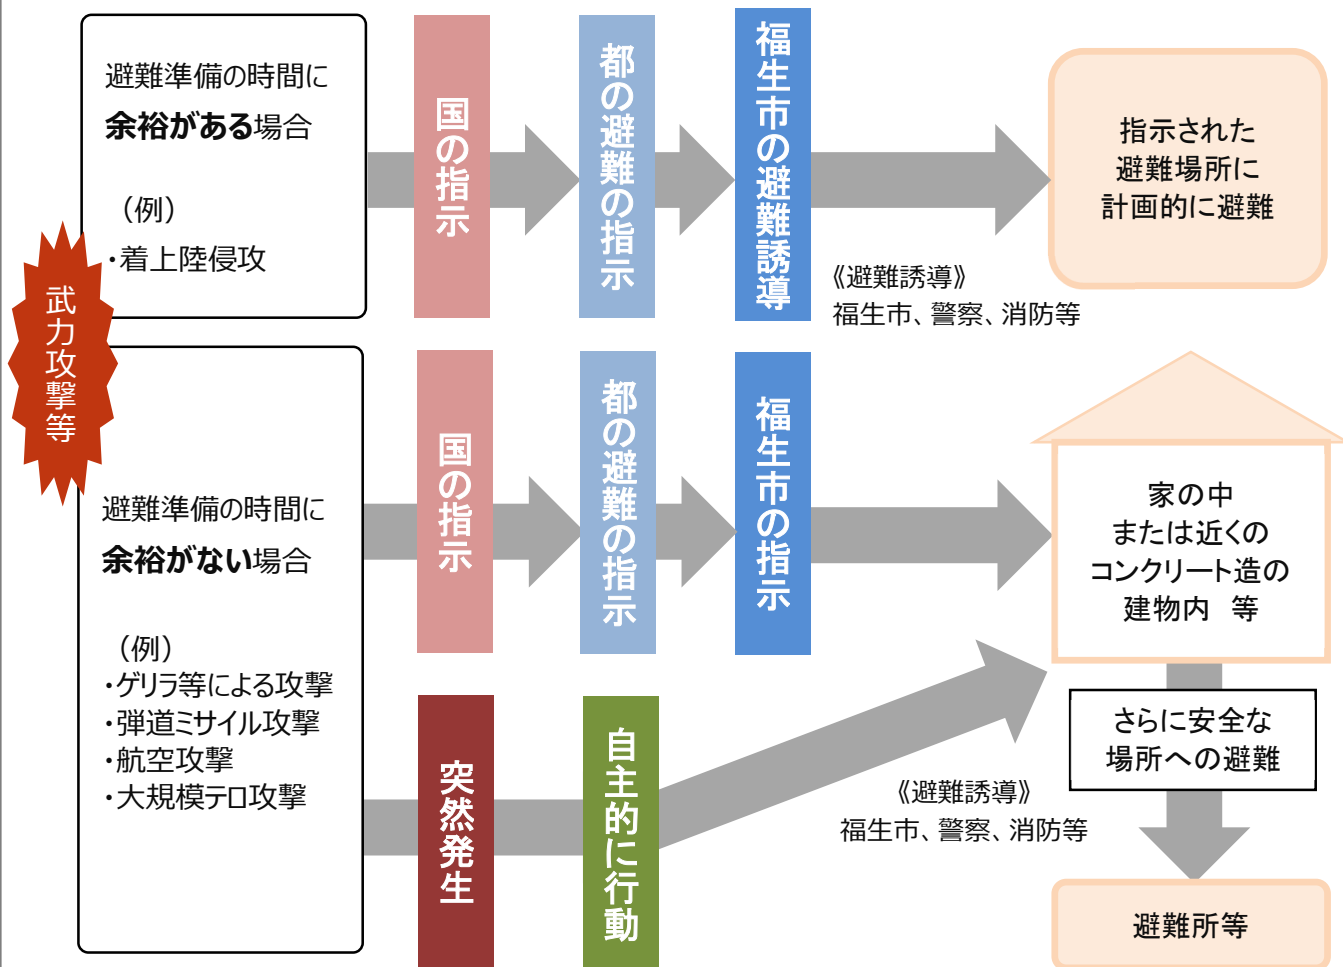 武力攻撃等
避難準備の時間に
余裕がある場合
（例）
・着上陸侵攻
国の指示
都の避難の指示
福生市の避難誘導
《避難誘導》
福生市、警察、消防等
指示された
避難場所に
計画的に避難
避難準備の時間に
余裕がない場合
（例）
・ゲリラ等による攻撃
・弾道ミサイル攻撃
・航空攻撃
・大規模テロ攻撃
国の指示
都の避難の指示
福生市の指示
家の中
または近くの
コンクリート造の
建物内　等
突然発生
自主的に行動
《避難誘導》
福生市、警察、消防等
さらに安全な
場所への避難
避難所等